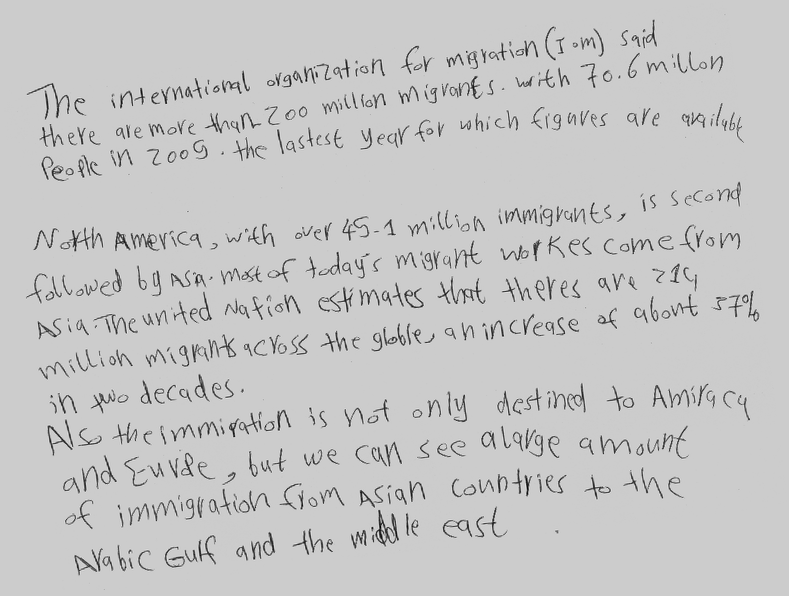 The international organization for migration (Iom) said
there are more than 200 million migrants. with 70.6 millon
People in 2009. the lastest year for which figures are availabe
North America, with over 45.1 million immigrants, is second
followed by Asia. most of today's migrant workes come from
Asia. The united Nation estimates that theres are 214
million migrants across the globle, an increase of about 37%
in two decades.
Also the immiration is not only destined to Amiraca
and Eurpe, but we can see a large amount
of immigration from Asian countries to the
Arabic Gulf and the middle east .